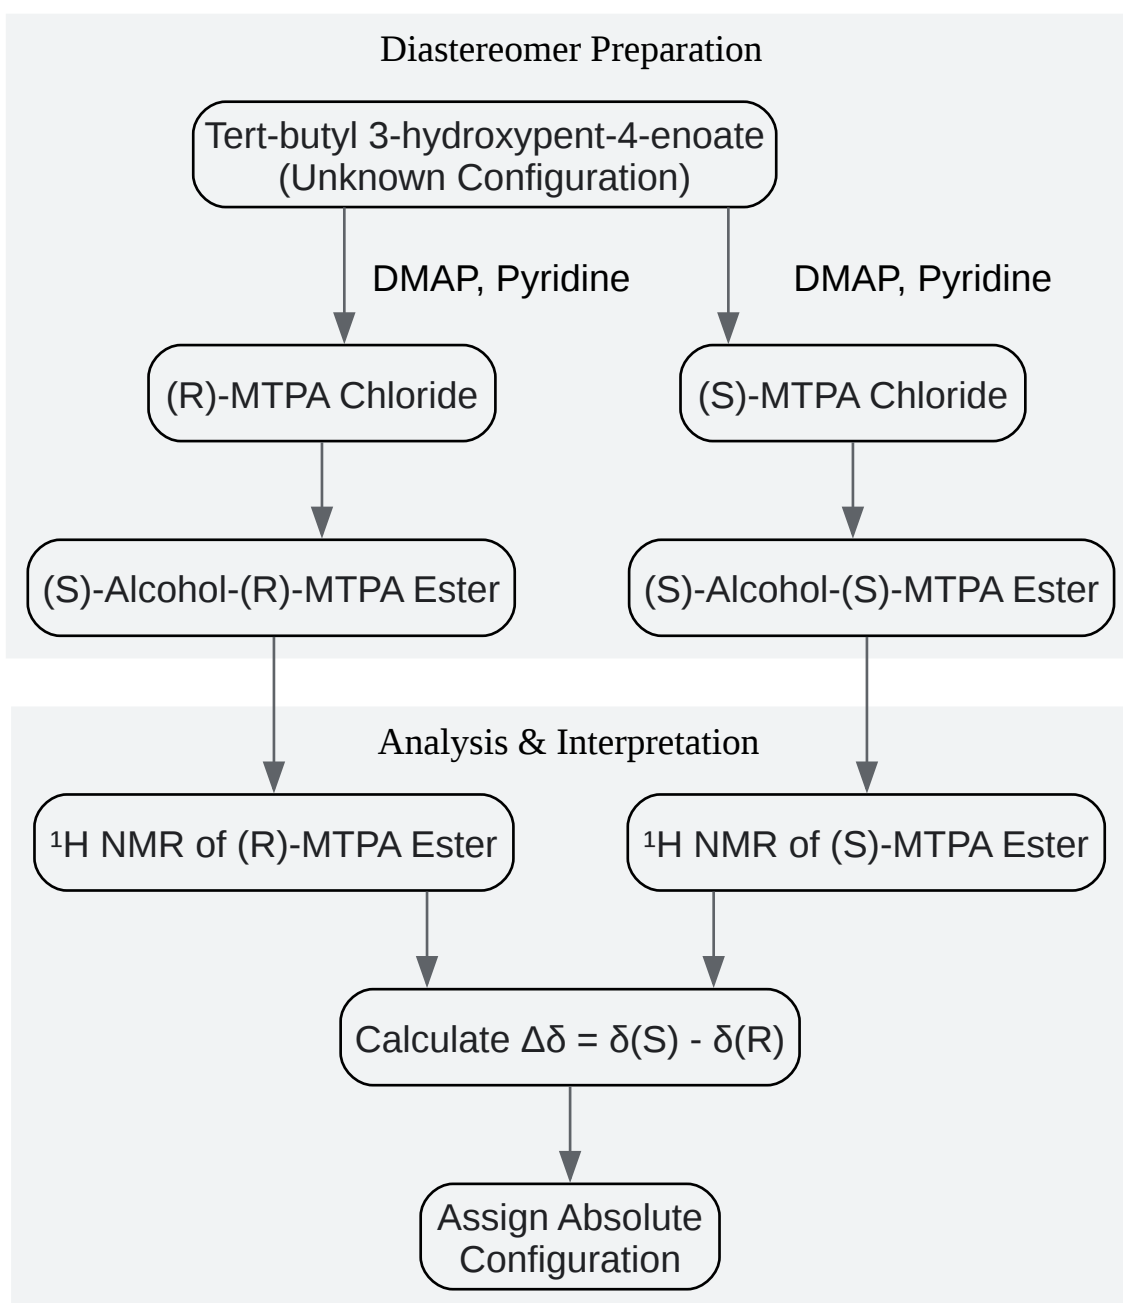 Diastereomer Preparation
Tert-butyl 3-hydroxypent-4-enoate
(Unknown Configuration)
DMAP, Pyridine
DMAP, Pyridine
(R)-MTPA Chloride
(S)-MTPA Chloride
(S)-Alcohol-(R)-MTPA Ester
(S)-Alcohol-(S)-MTPA Ester
Analysis & Interpretation
¹H NMR of (R)-MTPA Ester
¹H NMR of (S)-MTPA Ester
Calculate Δδ = δ(S) - δ(R)
Assign Absolute
Configuration